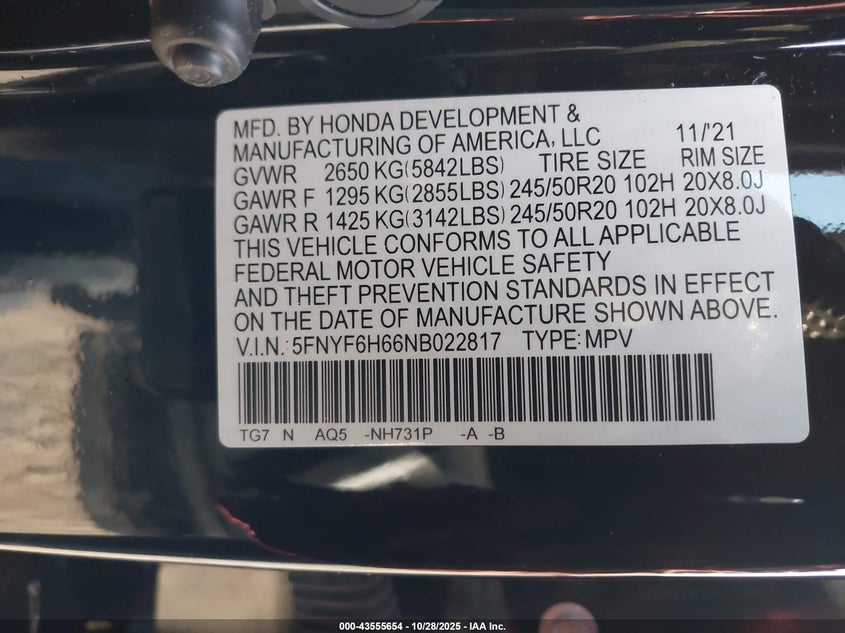 MFD. BY HONDA DEVELOPMENT &
MANUFACTURING OF AMERICA, LLC 11/'21
GVWR 2650 KG(5842LBS) TIRE SIZE RIM SIZE
GAWR F 1295 KG(2855LBS) 245/50R20 102H 20X8.0J
GAWR R 1425 KG(3142LBS) 245/50R20 102H 20X8.0J
THIS VEHICLE CONFORMS TO ALL APPLICABLE
FEDERAL MOTOR VEHICLE SAFETY
AND THEFT PREVENTION STANDARDS IN EFFECT
ON THE DATE OF MANUFACTURE SHOWN ABOVE.
V.I.N.: 5FNYF6H66NB022817 TYPE: MPV
TG7 N AQ5 -NH731P -A -B
000-43555654 - 10/28/2025 - IAA Inc.